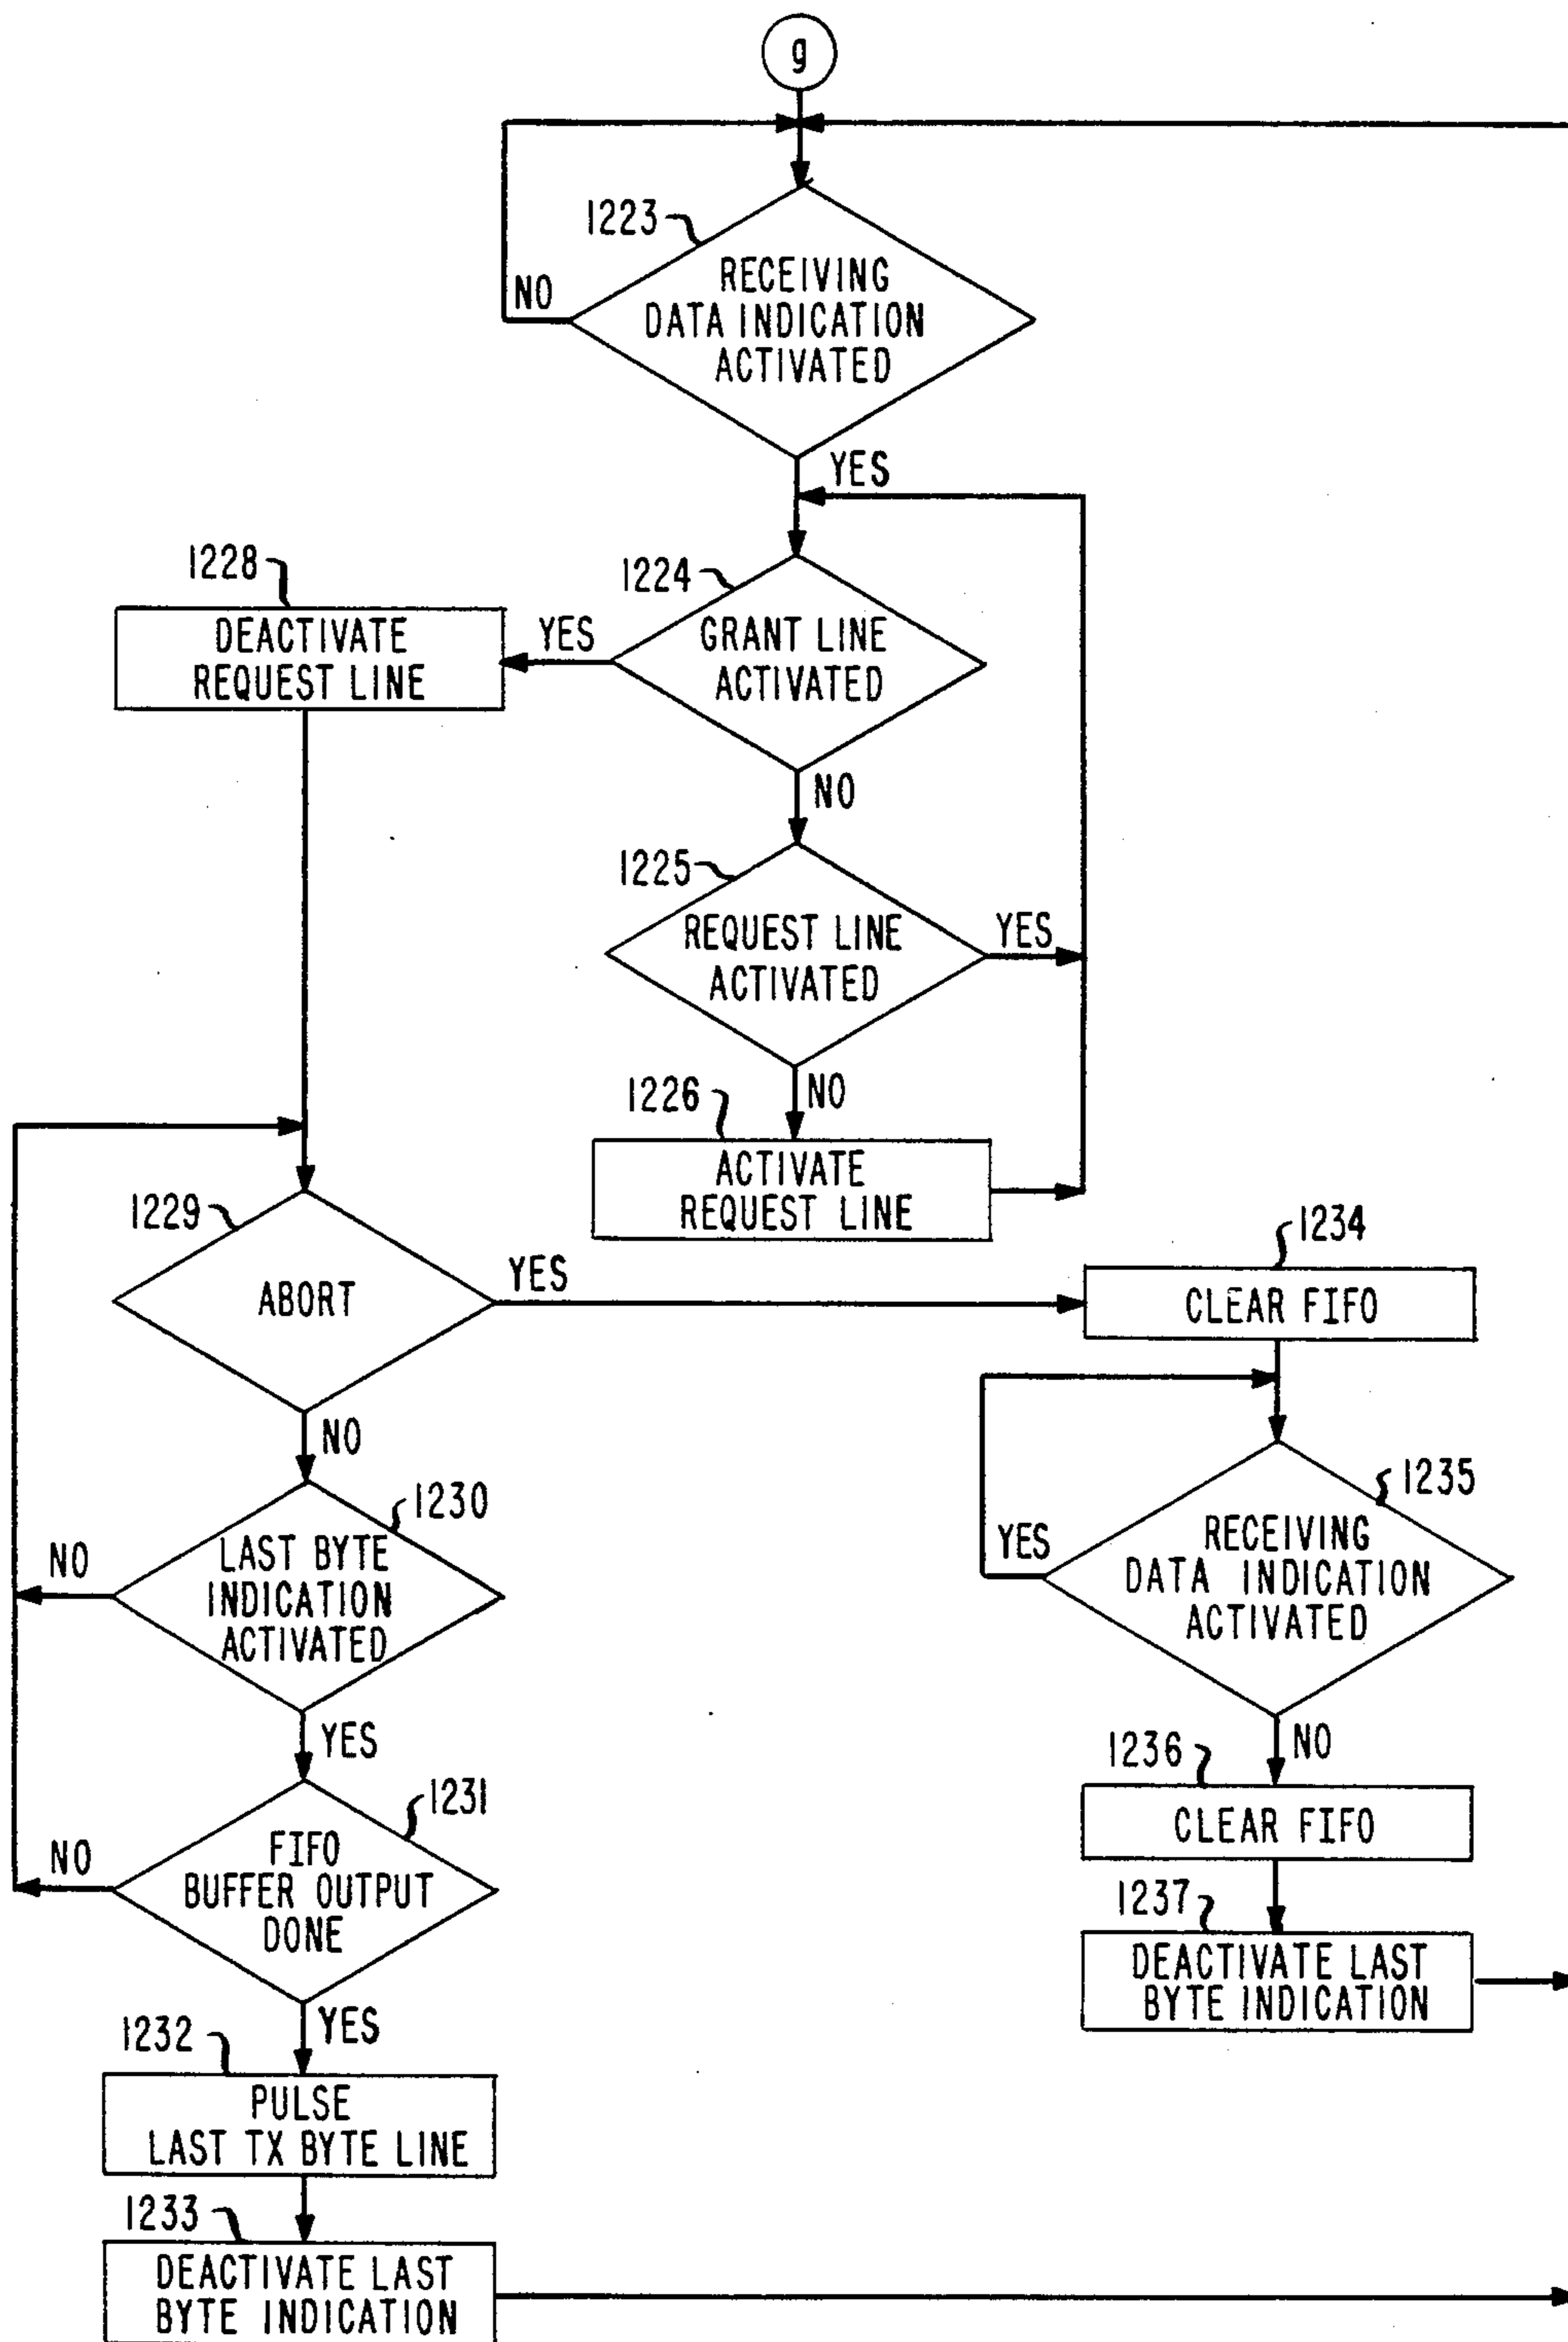 g
1223
RECEIVING
DATA INDICATION
ACTIVATED
NO
YES
1228
DEACTIVATE
REQUEST LINE
YES
1224
GRANT LINE
ACTIVATED
NO
1225
REQUEST LINE
ACTIVATED
YES
NO
1226
ACTIVATE
REQUEST LINE
1229
ABORT
YES
NO
1234
CLEAR FIFO
1230
LAST BYTE
INDICATION
ACTIVATED
NO
YES
1235
RECEIVING
DATA INDICATION
ACTIVATED
YES
NO
1231
FIFO
BUFFER OUTPUT
DONE
NO
YES
1236
CLEAR FIFO
1237
DEACTIVATE LAST
BYTE INDICATION
1232
PULSE
LAST TX BYTE LINE
1233
DEACTIVATE LAST
BYTE INDICATION